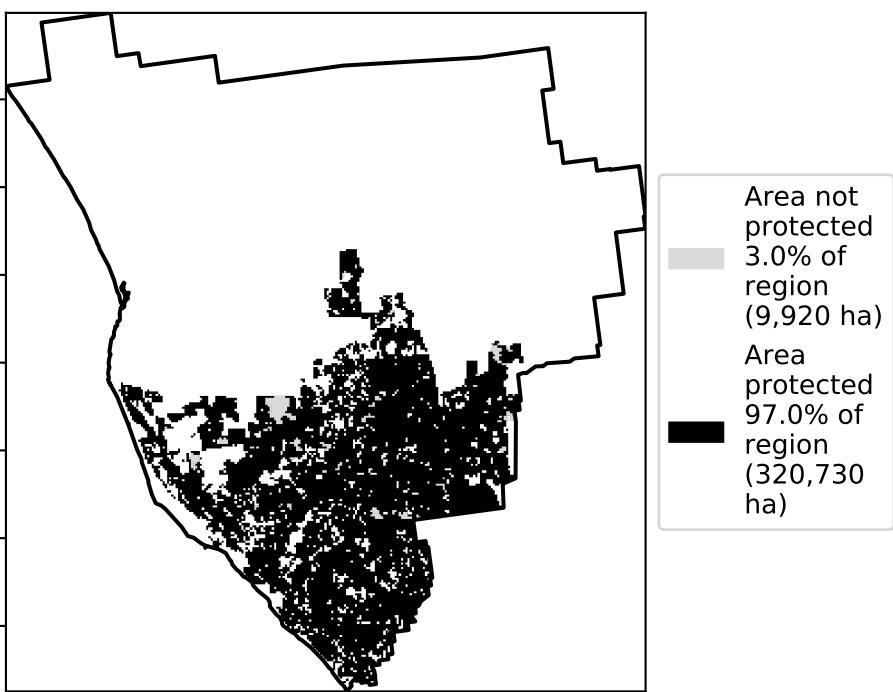 Area not
protected
3.0% of
region
(9,920 ha)
Area
protected
97.0% of
region
(320,730
ha)